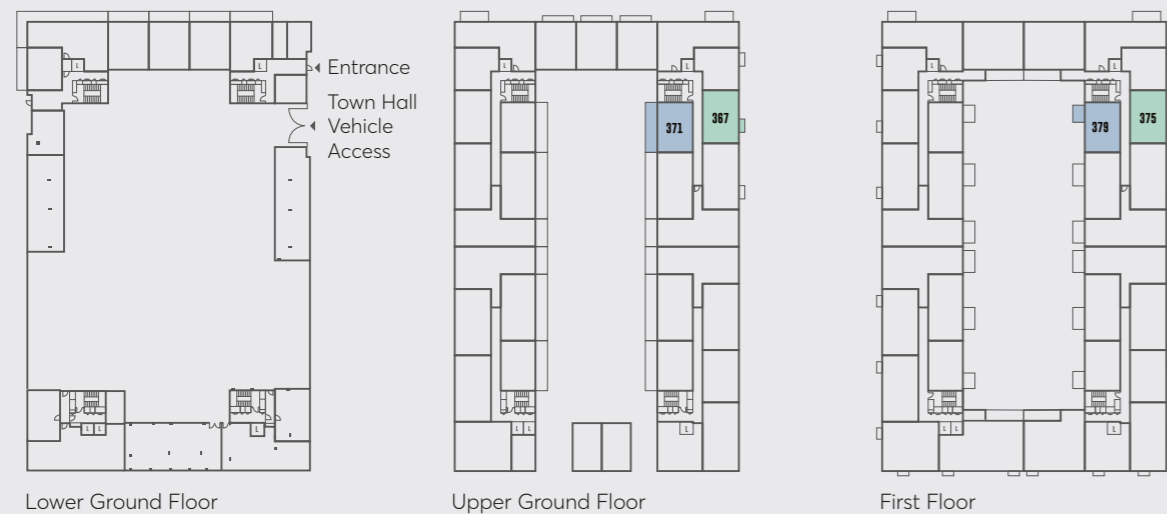 Entrance
Town Hall
Vehicle
Access
L
L
L
L
L
L
Lower Ground Floor
L
L
371
367
L
L
L
Upper Ground Floor
L
L
379
375
L
L
L
First Floor